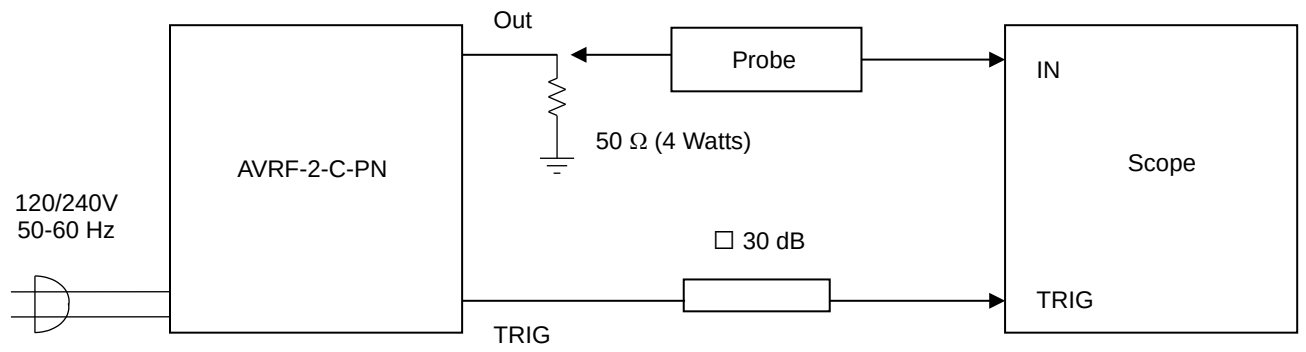 Out
Probe
IN
50 Ω (4 Watts)
AVRF-2-C-PN
Scope
120/240V
50-60 Hz
□ 30 dB
TRIG
TRIG